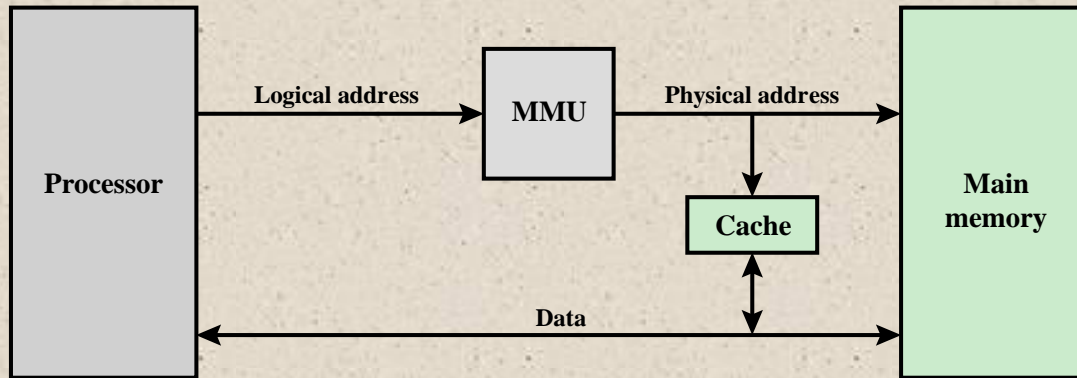 Logical address
MMU
Physical address
Processor
Main
memory
Cache
Data